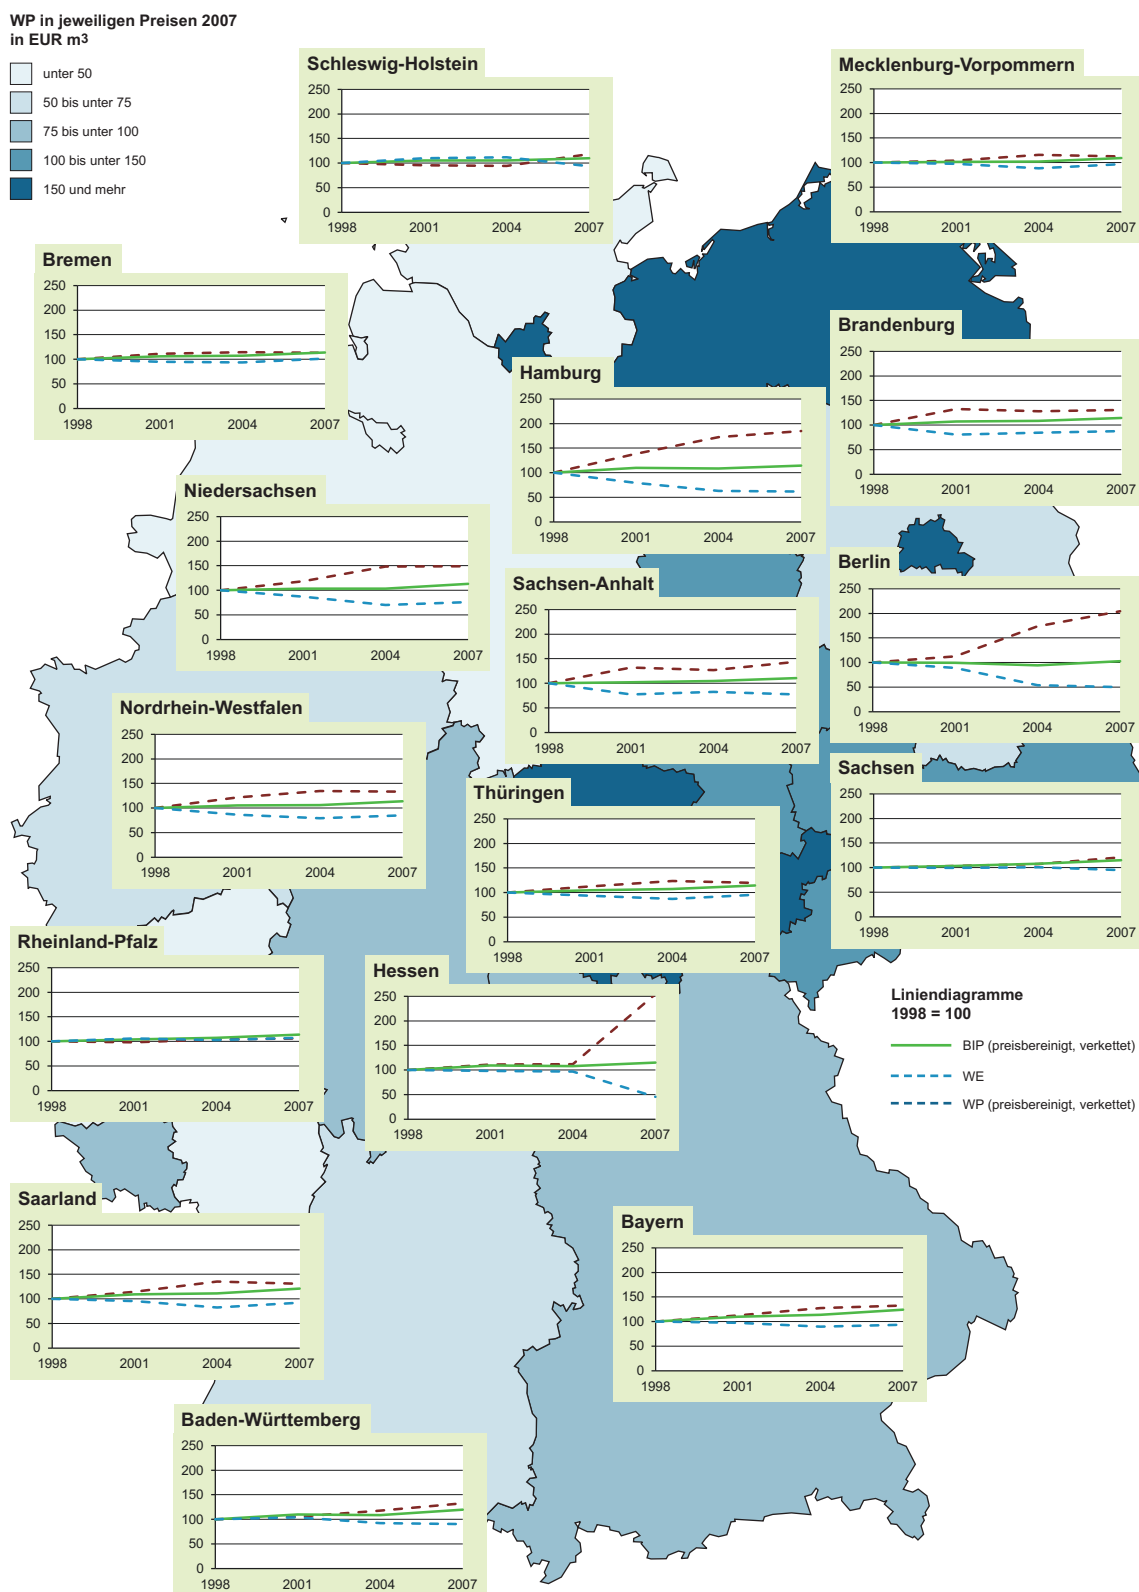 WP in jeweiligen Preisen 2007
in EUR m3
unter 50
50 bis unter 75
75 bis unter 100
100 bis unter 150
150 und mehr
Schleswig-Holstein
250
200
150
100
50
0
1998 2001 2004 2007
Mecklenburg-Vorpommern
250
200
150
100
50
0
1998 2001 2004 2007
Bremen
250
200
150
100
50
0
1998 2001 2004 2007
Brandenburg
250
200
150
100
50
0
1998 2001 2004 2007
Hamburg
250
200
150
100
50
0
1998 2001 2004 2007
Niedersachsen
250
200
150
100
50
0
1998 2001 2004 2007
Berlin
250
200
150
100
50
0
1998 2001 2004 2007
Sachsen-Anhalt
250
200
150
100
50
0
1998 2001 2004 2007
Nordrhein-Westfalen
250
200
150
100
50
0
1998 2001 2004 2007
Sachsen
250
200
150
100
50
0
1998 2001 2004 2007
Thüringen
250
200
150
100
50
0
1998 2001 2004 2007
Rheinland-Pfalz
250
200
150
100
50
0
1998 2001 2004 2007
Hessen
250
200
150
100
50
0
1998 2001 2004 2007
Liniendiagramme
1998 = 100
BIP (preisbereinigt, verkettet)
WE
WP (preisbereinigt, verkettet)
Saarland
250
200
150
100
50
0
1998 2001 2004 2007
Bayern
250
200
150
100
50
0
1998 2001 2004 2007
Baden-Württemberg
250
200
150
100
50
0
1998 2001 2004 2007